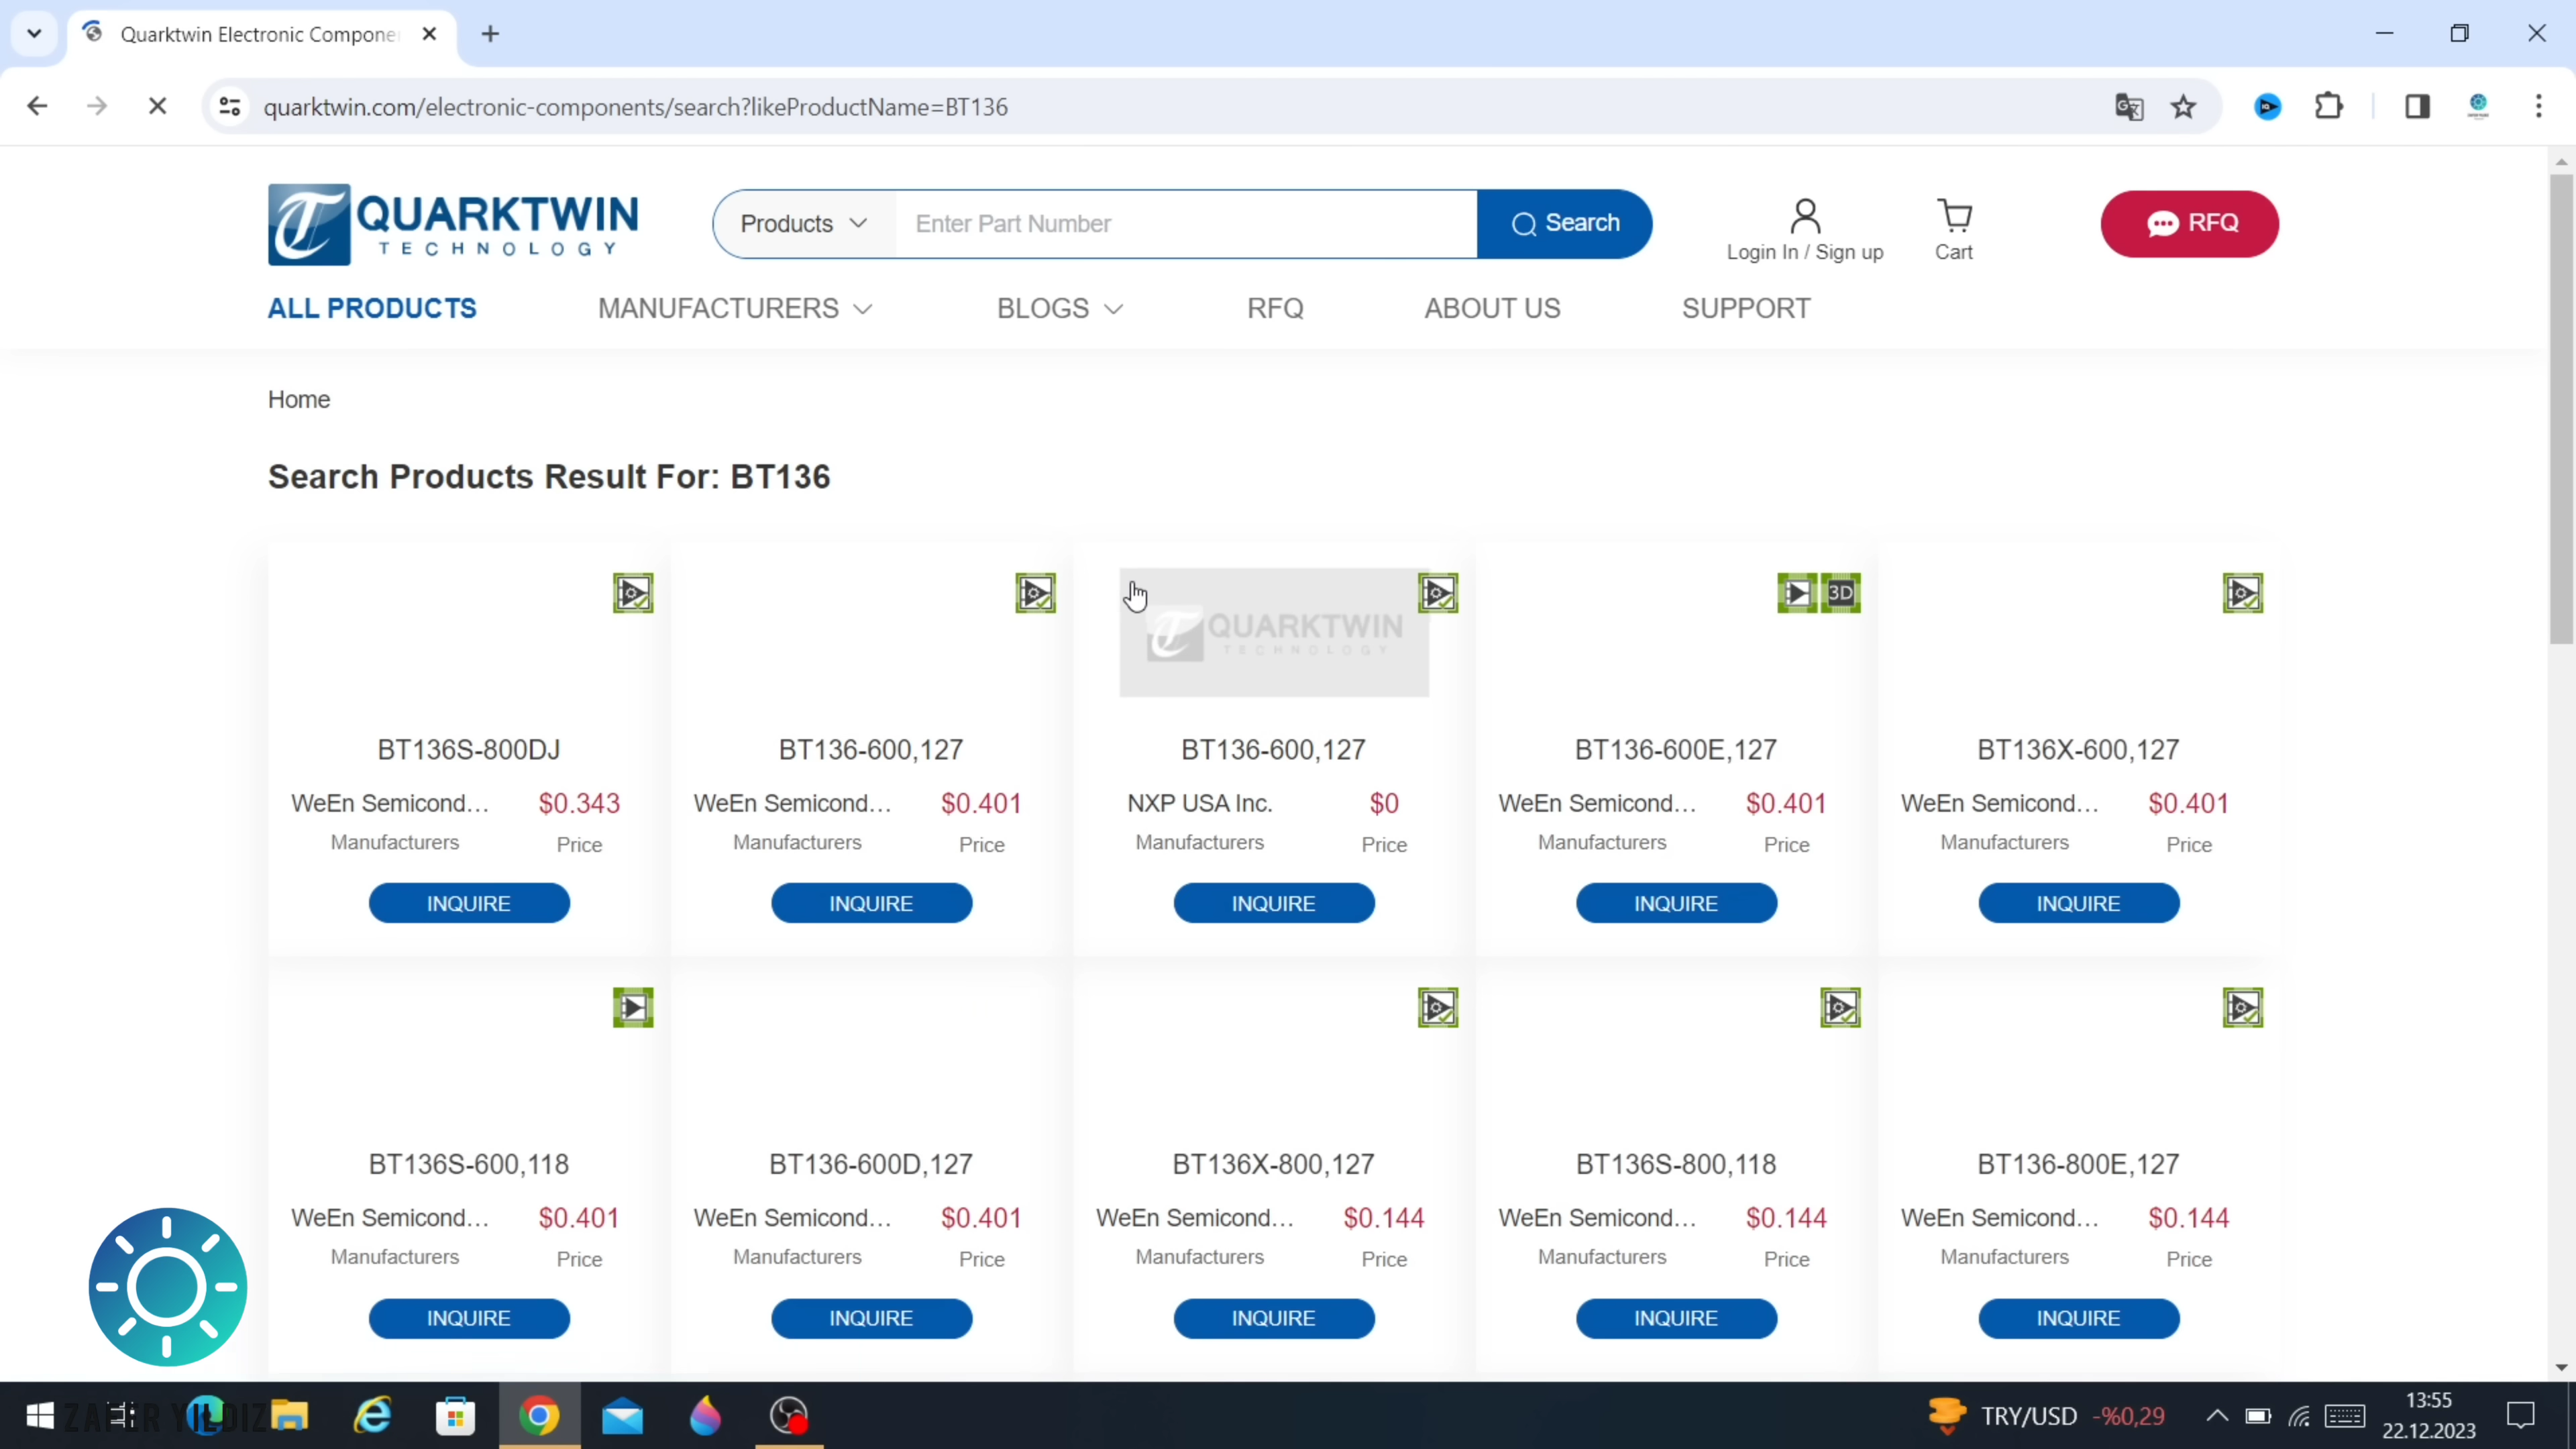 Quarktwin Electronic Compone
quarktwin.com/electronic-components/search?likeProductName=BT136
QUARKTWIN
TECHNOLOGY
Products
Enter Part Number
Search
Login In / Sign up
Cart
RFQ
ALL PRODUCTS
MANUFACTURERS
BLOGS
RFQ
ABOUT US
SUPPORT
Home
Search Products Result For: BT136
3D
QUARKTWIN
TECHNOLOGY
BT136S-800DJ
BT136-600,127
BT136-600,127
BT136-600E,127
BT136X-600,127
WeEn Semicond... $0.343
WeEn Semicond... $0.401
NXP USA Inc. $0
WeEn Semicond... $0.401
WeEn Semicond... $0.401
Manufacturers Price
Manufacturers Price
Manufacturers Price
Manufacturers Price
Manufacturers Price
INQUIRE
INQUIRE
INQUIRE
INQUIRE
INQUIRE
BT136S-600,118
BT136-600D,127
BT136X-800,127
BT136S-800,118
BT136-800E,127
WeEn Semicond... $0.401
WeEn Semicond... $0.401
WeEn Semicond... $0.144
WeEn Semicond... $0.144
WeEn Semicond... $0.144
Manufacturers Price
Manufacturers Price
Manufacturers Price
Manufacturers Price
Manufacturers Price
INQUIRE
INQUIRE
INQUIRE
INQUIRE
INQUIRE
ZAFER YILDIZ
TRY/USD -%0,29
13:55
22.12.2023